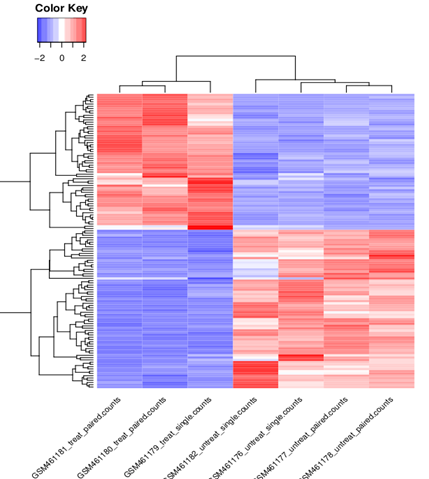 Color Key
−2 0 2
GSM461181_treat_paired.counts
GSM461180_treat_paired.counts
GSM461179_treat_single.counts
GSM461182_untreat_single.counts
GSM461176_untreat_single.counts
GSM461177_untreat_paired.counts
GSM461178_untreat_paired.counts